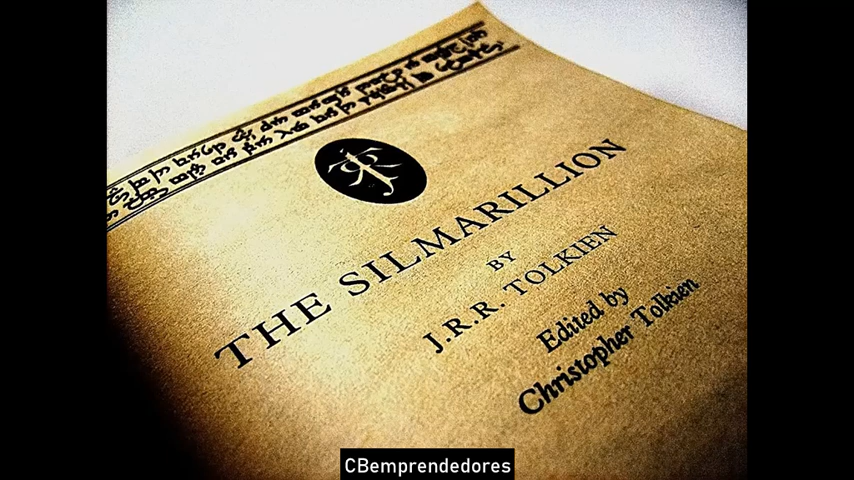 THE SILMARILLION
BY
J.R.R. TOLKIEN
Edited by
Christopher Tolkien
CBemprendedores